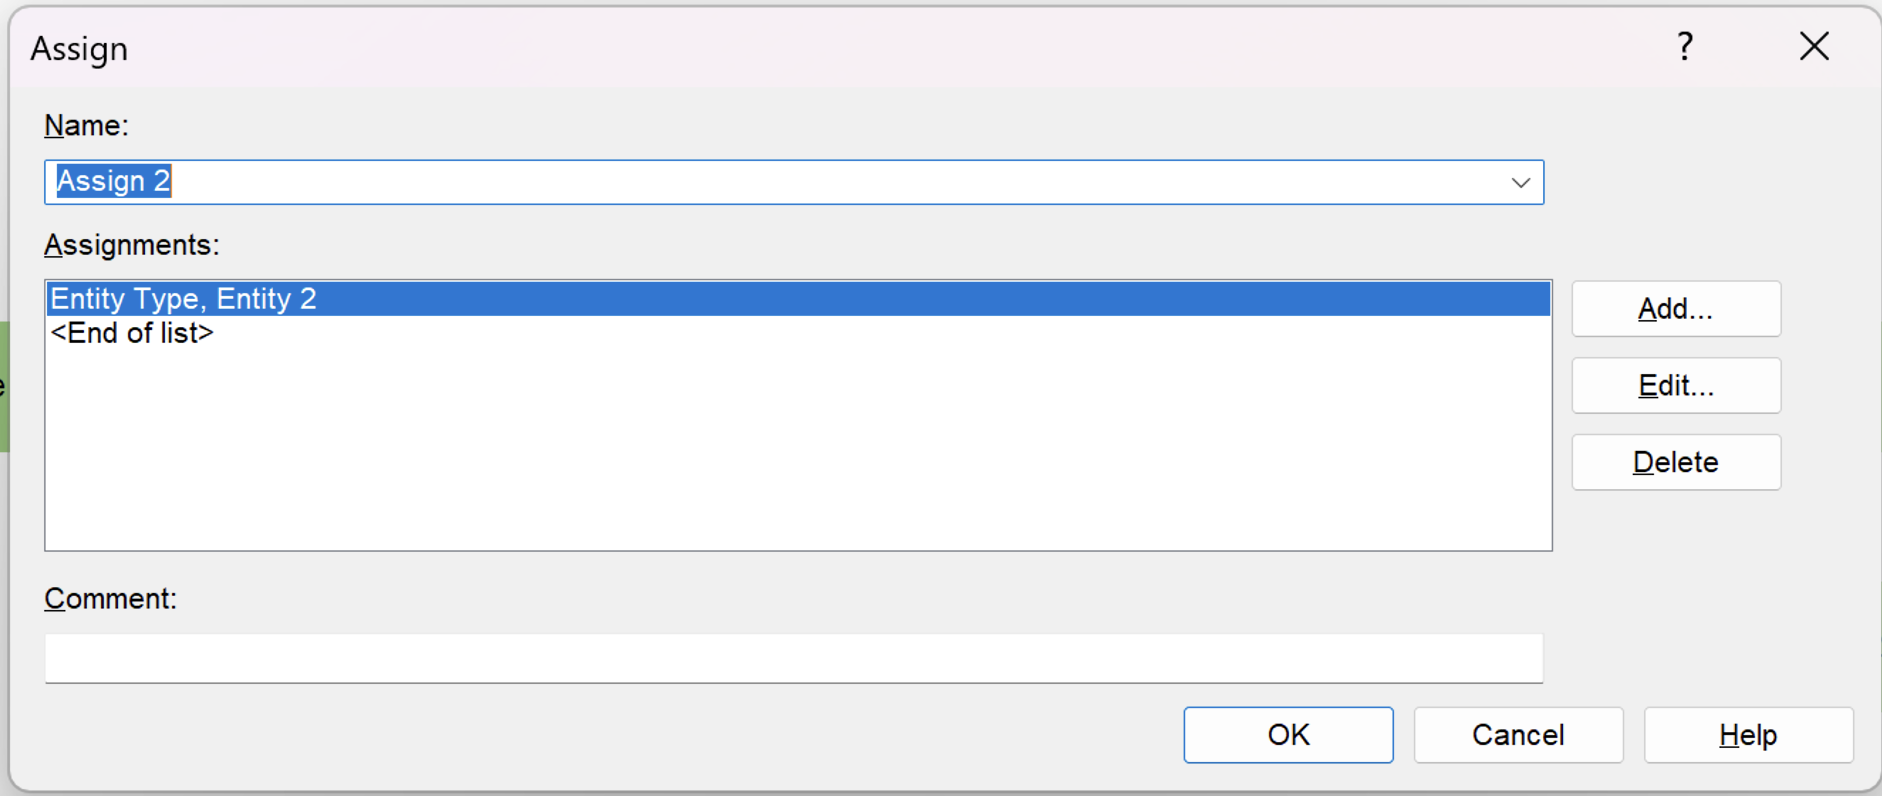 Assign
?
Name:
Assign 2
Assignments:
Entity Type, Entity 2
<End of list>
Add...
Edit...
Delete
Comment:
OK
Cancel
Help